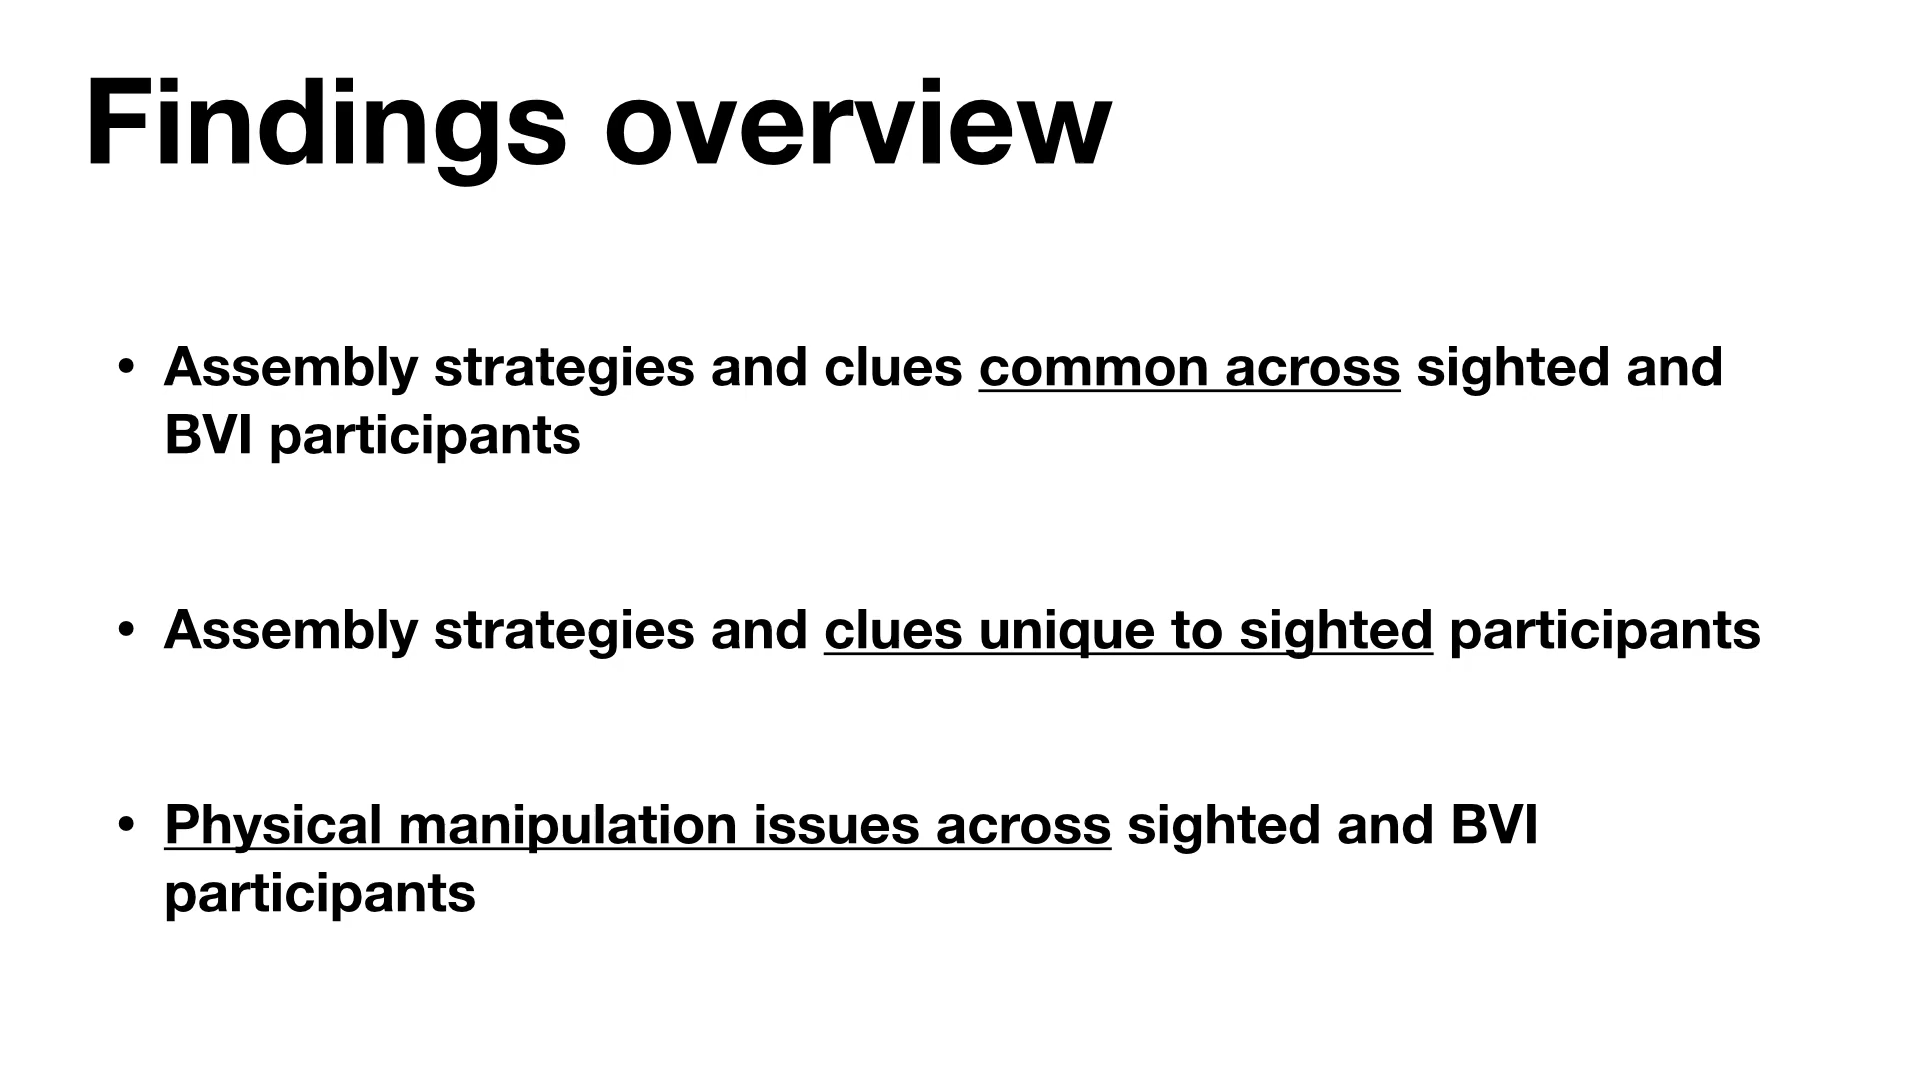 Findings overview
• Assembly strategies and clues common across sighted and
BVI participants
• Assembly strategies and clues unique to sighted participants
• Physical manipulation issues across sighted and BVI
participants